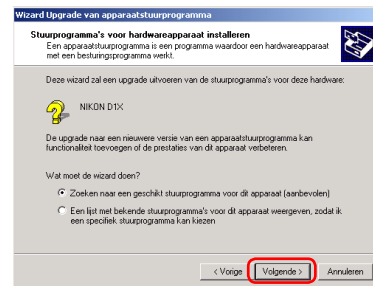 Wizard Upgrade van apparaatstuurprogramma
Stuurprogramma's voor hardwareapparaat installeren
Een apparaatstuurprogramma is een programma waardoor een hardwareapparaat
met een besturingsprogramma werkt.
Deze wizard zal een upgrade uitvoeren van de stuurprogramma's voor deze hardware:
NIKON D1X
De upgrade naar een nieuwere versie van een apparaatstuurprogramma kan
functionaliteit toevoegen of de prestaties van dit apparaat verbeteren.
Wat moet de wizard doen?
Zoeken naar een geschikt stuurprogramma voor dit apparaat (aanbevolen)
Een lijst met bekende stuurprogramma's voor dit apparaat weergeven, zodat ik
een specifiek stuurprogramma kan kiezen
< Vorige Volgende > Annuleren